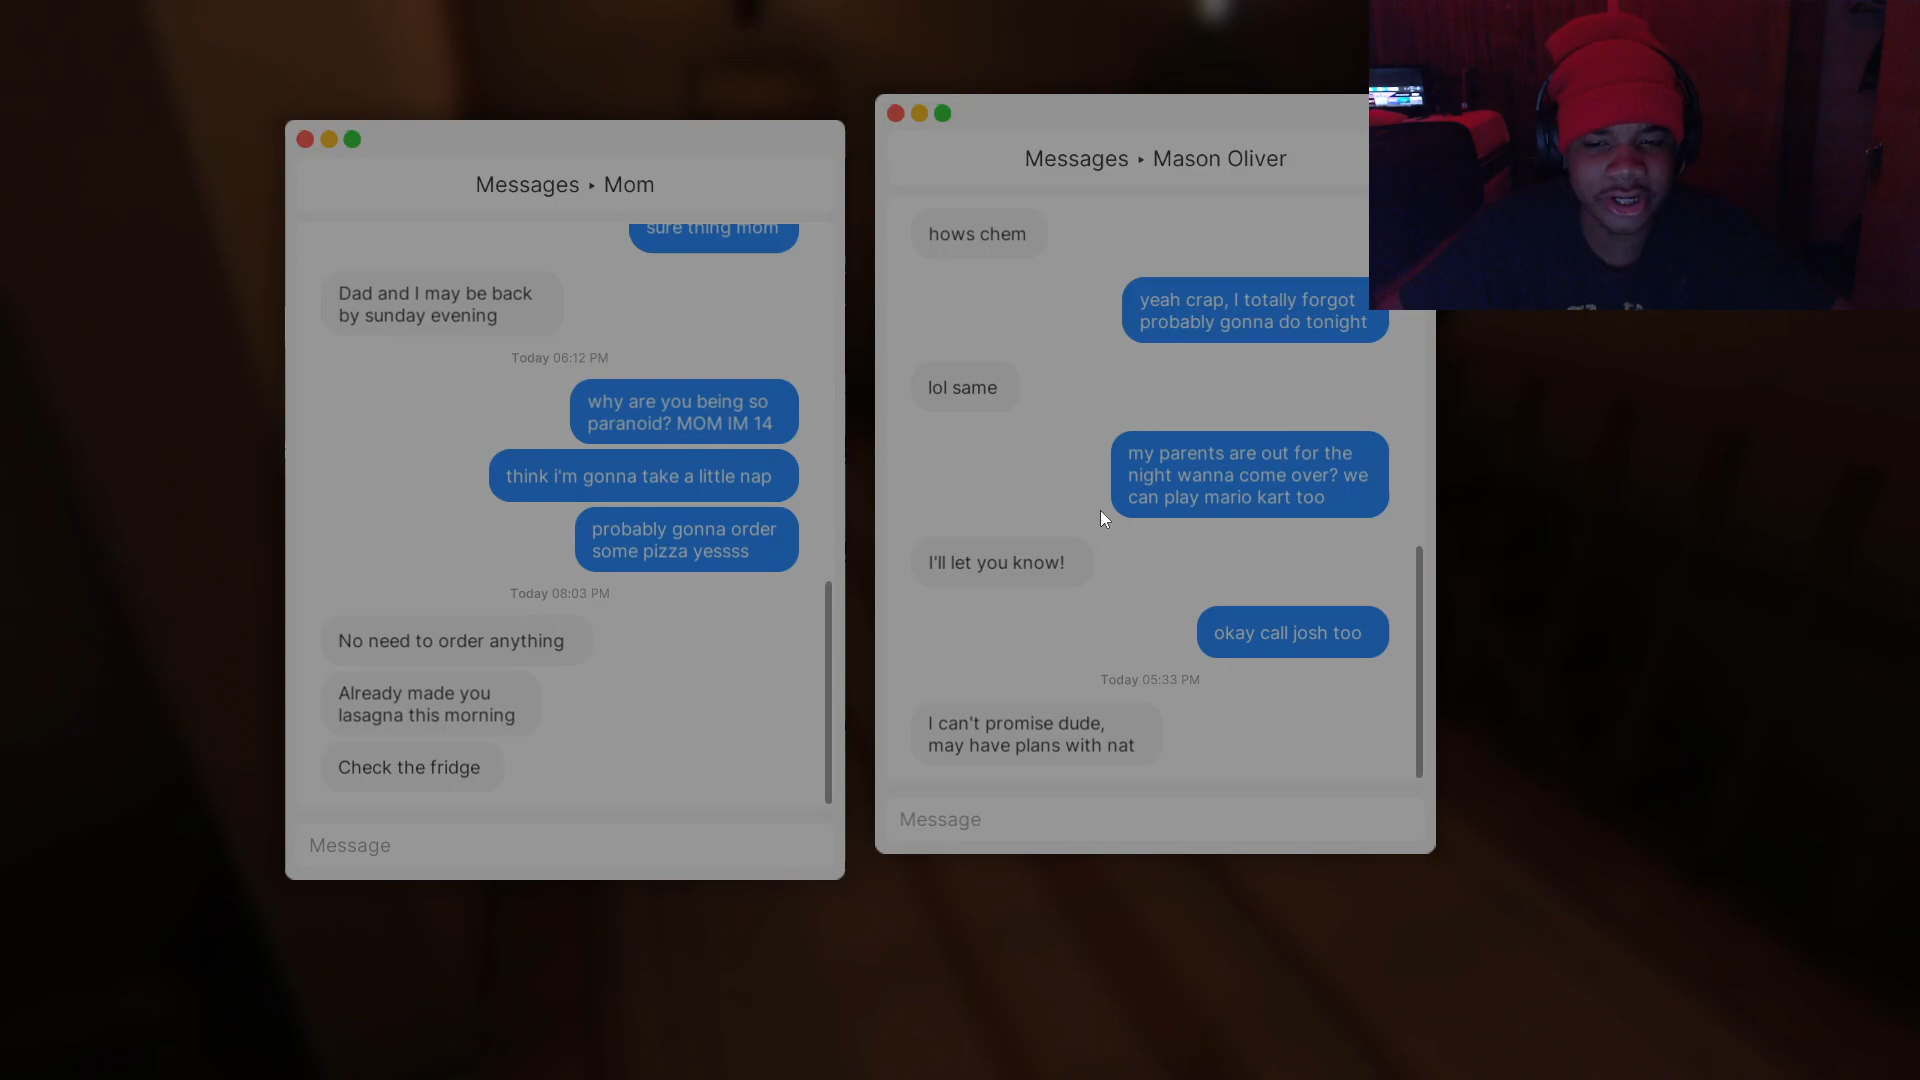 Messages ▸ Mom
sure thing mom
Dad and I may be back
by sunday evening
Today 06:12 PM
why are you being so
paranoid? MOM IM 14
think i'm gonna take a little nap
probably gonna order
some pizza yessss
Today 08:03 PM
No need to order anything
Already made you
lasagna this morning
Check the fridge
Message
Messages ▸ Mason Oliver
hows chem
yeah crap, I totally forgot
probably gonna do tonight
lol same
my parents are out for the
night wanna come over? we
can play mario kart too
I'll let you know!
okay call josh too
Today 05:33 PM
I can't promise dude,
may have plans with nat
Message